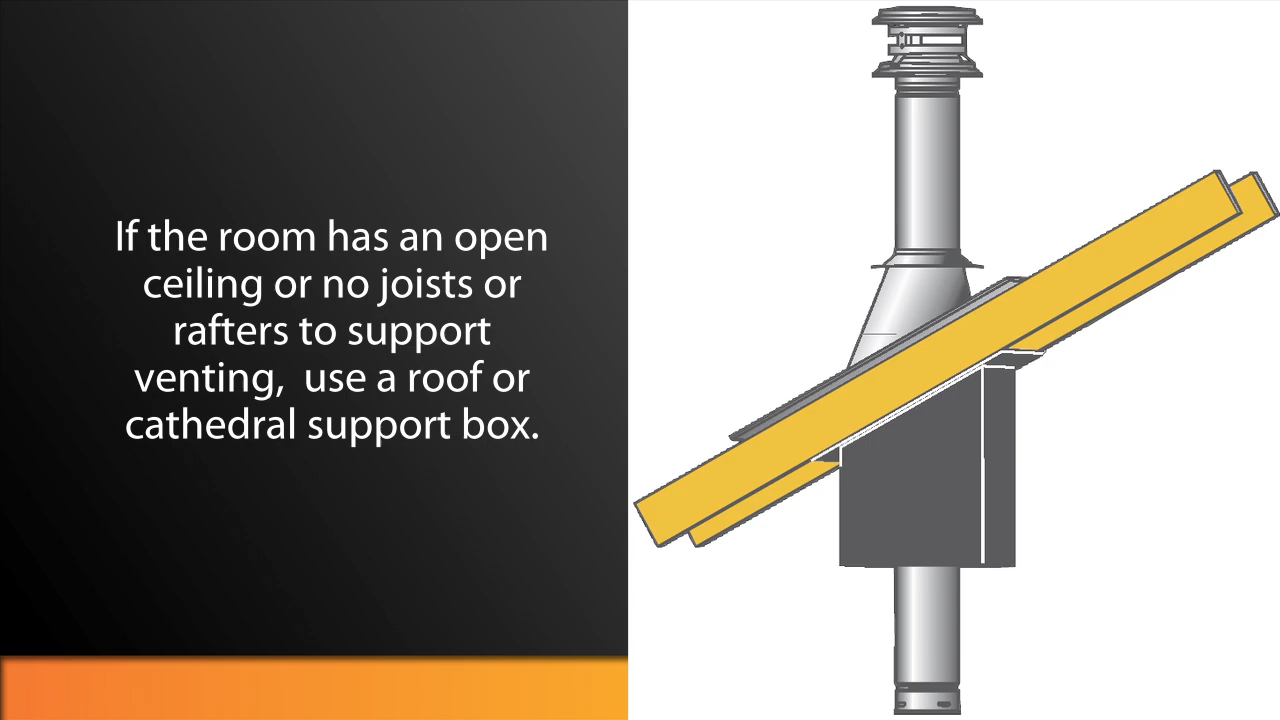 If the room has an open
ceiling or no joists or
rafters to support
venting,  use a roof or
cathedral support box.